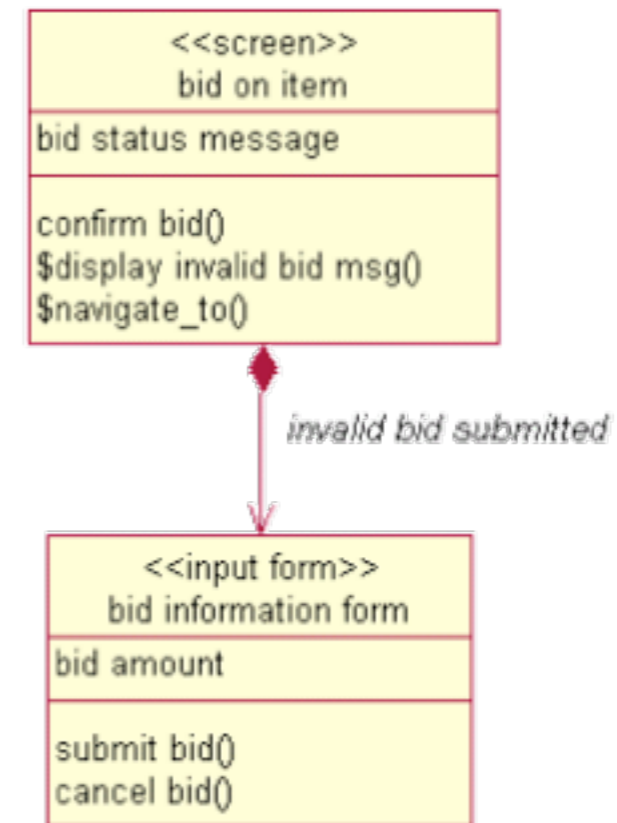 <<screen>>
bid on item
bid status message
confirm bid()
$display invalid bid msg()
$navigate_to()
invalid bid submitted
<<input form>>
bid information form
bid amount
submit bid()
cancel bid()